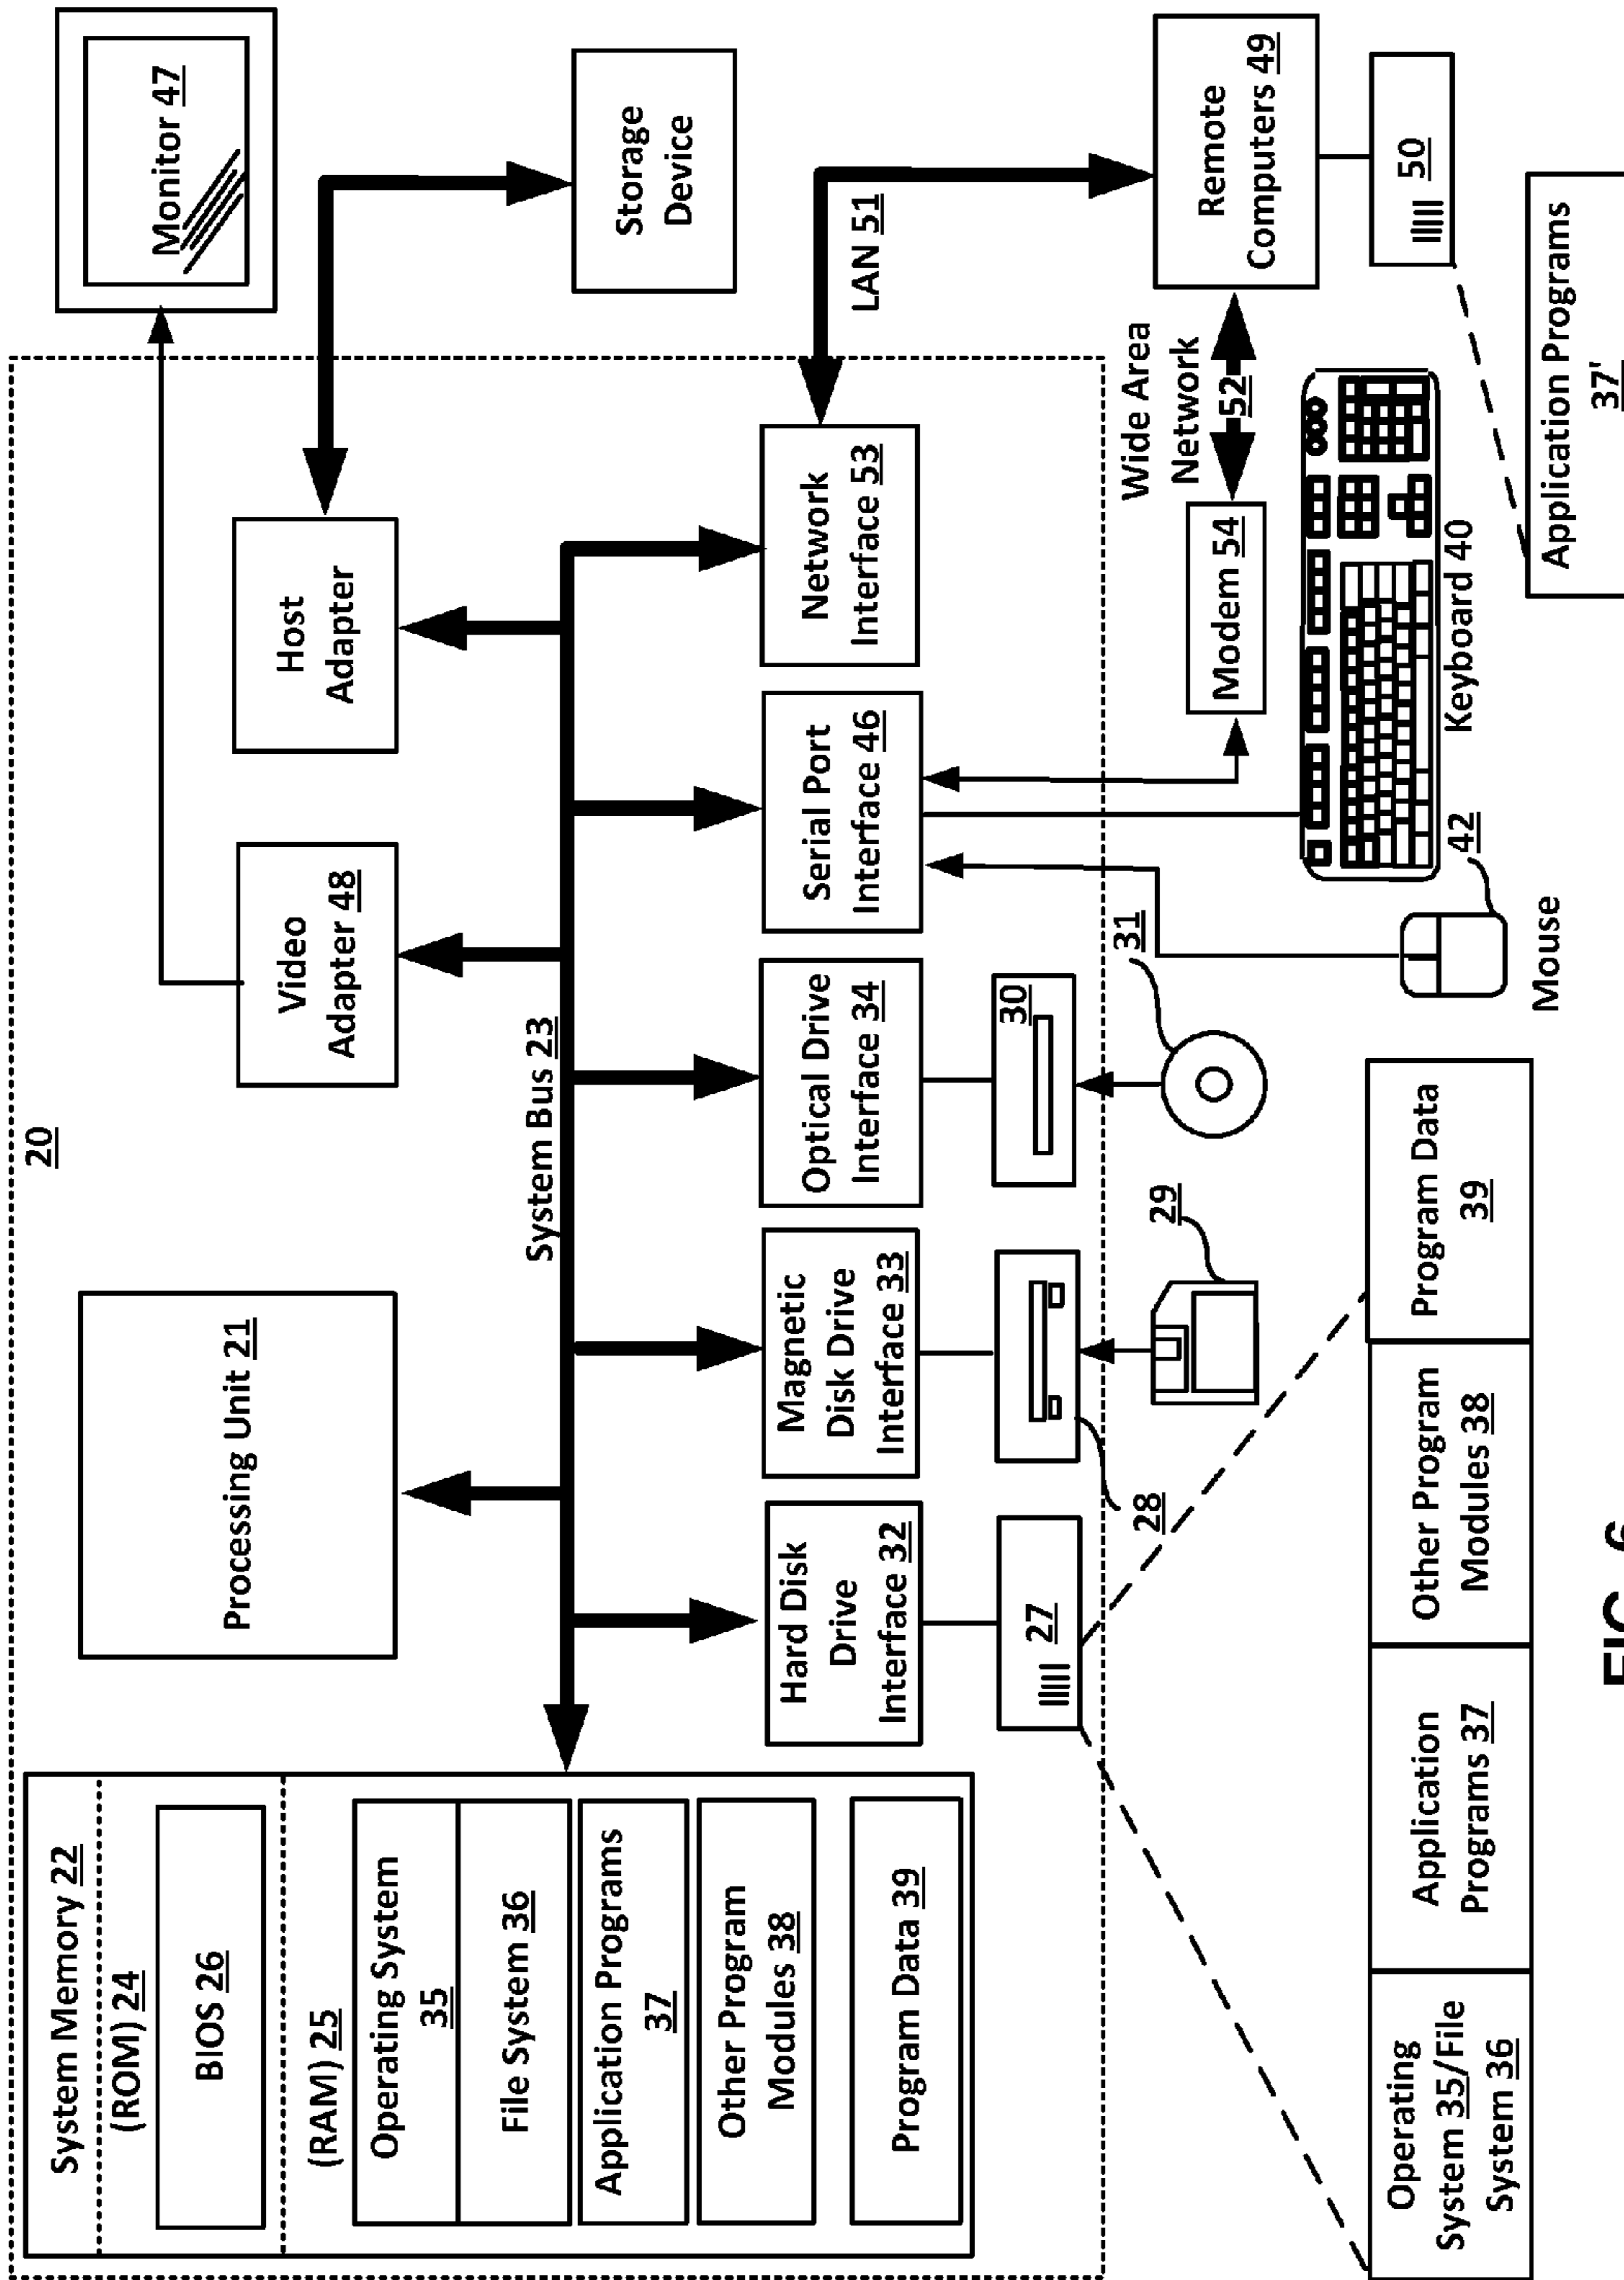 20
System Memory 22
(ROM) 24
BIOS 26
(RAM) 25
Operating System
35
File System 36
Application Programs
37
Other Program
Modules 38
Program Data 39
Processing Unit 21
Video
Adapter 48
Host
Adapter
Monitor 47
Storage
Device
System Bus 23
Hard Disk
Drive
Interface 32
Magnetic
Disk Drive
Interface 33
Optical Drive
Interface 34
Serial Port
Interface 46
Network
Interface 53
LAN 51
27
28
29
30
31
Wide Area
Network
52
Modem 54
Remote
Computers 49
50
Keyboard 40
42
Mouse
Operating
System 35/File
System 36
Application
Programs 37
Other Program
Modules 38
Program Data
39
Application Programs
37'